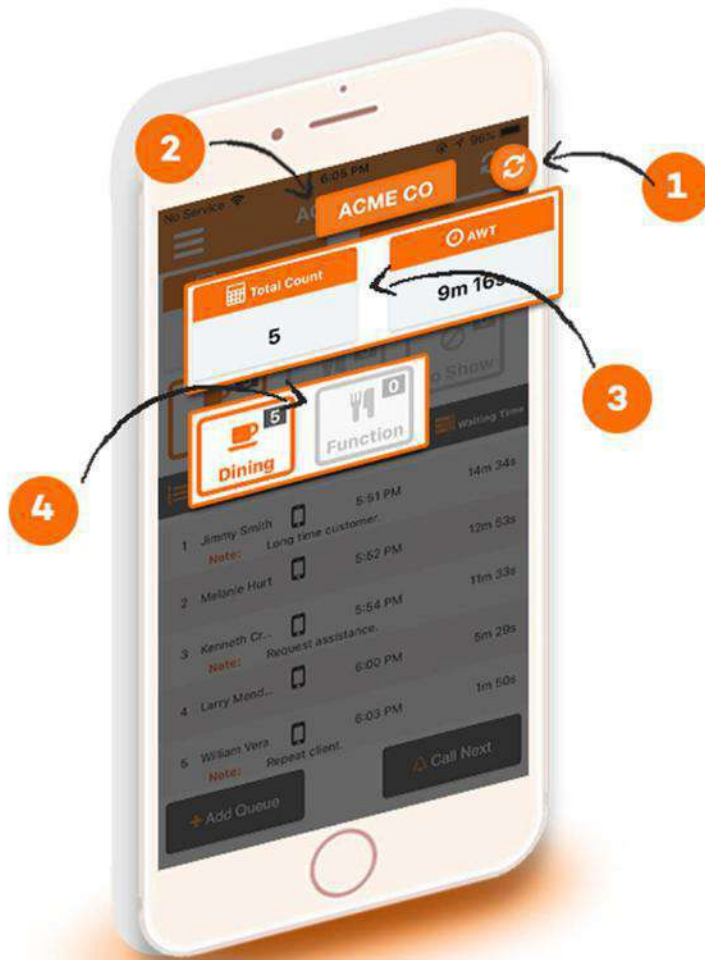 2
1
No Service 6:05 PM 96%
ACME CO
Total Count
AWT
5
9m 16s
3
5
0
Show
Dining
Function
4
Waiting Time
1 Jimmy Smith 5:51 PM 14m 34s
Note: Long time customer.
2 Melanie Hurt 5:52 PM 12m 53s
3 Kenneth Cr... 5:54 PM 11m 33s
Note: Request assistance.
4 Larry Mend... 6:00 PM 5m 29s
5 William Vera 6:03 PM 1m 50s
Note: Repeat client.
+ Add Queue
Call Next